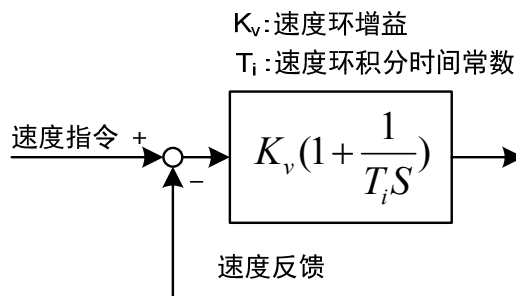 Kv:速度环增益
Ti:速度环积分时间常数
速度指令 +
Kv(1+1/TiS)
−
速度反馈